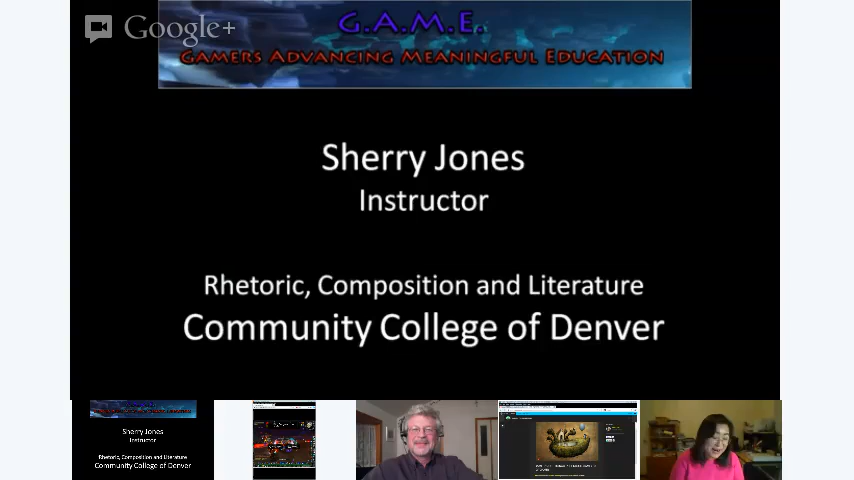 Google+
G.A.M.E.
Gamers Advancing Meaningful Education
Sherry Jones
Instructor
Rhetoric, Composition and Literature
Community College of Denver
Sherry Jones
Instructor
Rhetoric, Composition and Literature
Community College of Denver